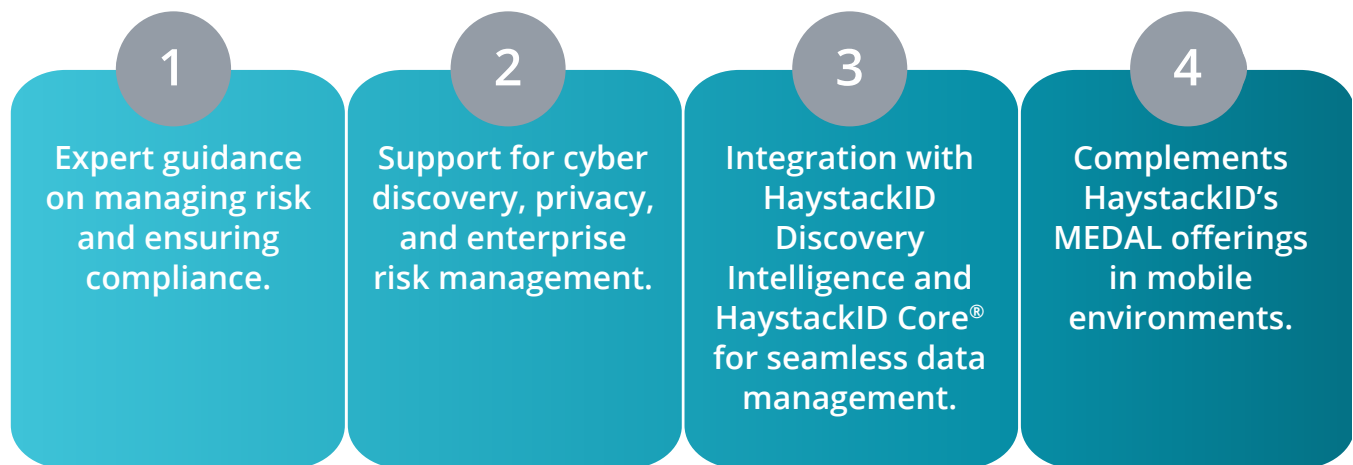 1
Expert guidance
on managing risk
and ensuring
compliance.
2
Support for cyber
discovery, privacy,
and enterprise
risk management.
3
Integration with
HaystackID
Discovery
Intelligence and
HaystackID Core®
for seamless data
management.
4
Complements
HaystackID’s
MEDAL offerings
in mobile
environments.